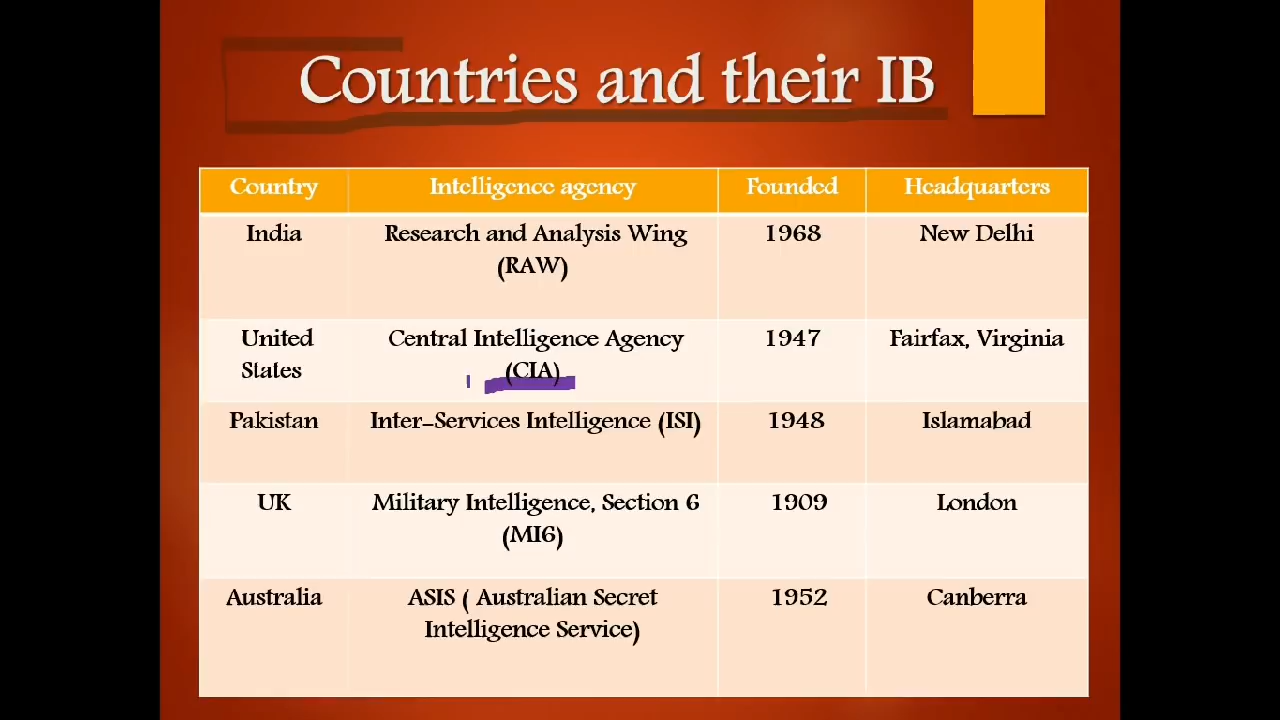 Countries and their IB
Country Intelligence agency Founded Headquarters
India Research and Analysis Wing 1968 New Delhi
(RAW)
United Central Intelligence Agency 1947 Fairfax, Virginia
States (CIA)
Pakistan Inter-Services Intelligence (ISI) 1948 Islamabad
UK Military Intelligence, Section 6 1909 London
(MI6)
Australia ASIS ( Australian Secret 1952 Canberra
Intelligence Service)